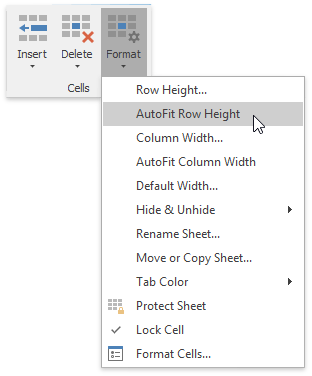 Insert Delete Format
Cells
Row Height...
AutoFit Row Height
Column Width...
AutoFit Column Width
Default Width...
Hide & Unhide
Rename Sheet...
Move or Copy Sheet...
Tab Color
Protect Sheet
Lock Cell
Format Cells...